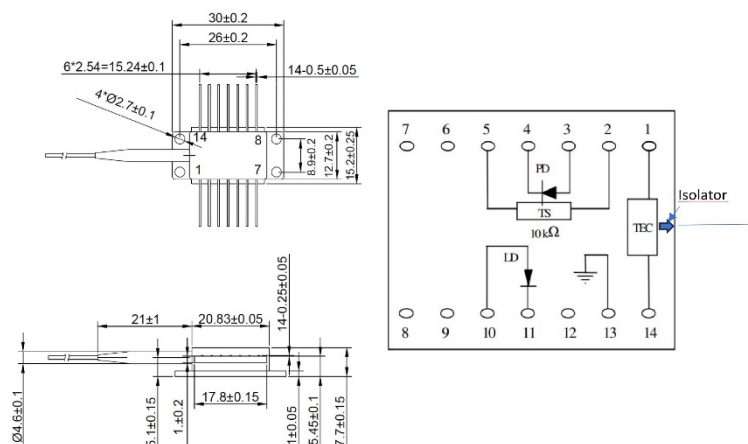 30±0.2
26±0.2
6*2.54=15.24±0.1
14-0.5±0.05
4*Ø2.7±0.1
14
8
1
7
8.9±0.2
12.7±0.2
15.2±0.25
7 6 5 4 3 2 1
PD
TS
10kΩ
TEC
Isolator
LD
8 9 10 11 12 13 14
21±1
20.83±0.05
14-0.25±0.05
17.8±0.15
Ø4.6±0.1
5.1±0.15
1.±0.2
1±0.05
5.45±0.1
7.7±0.15